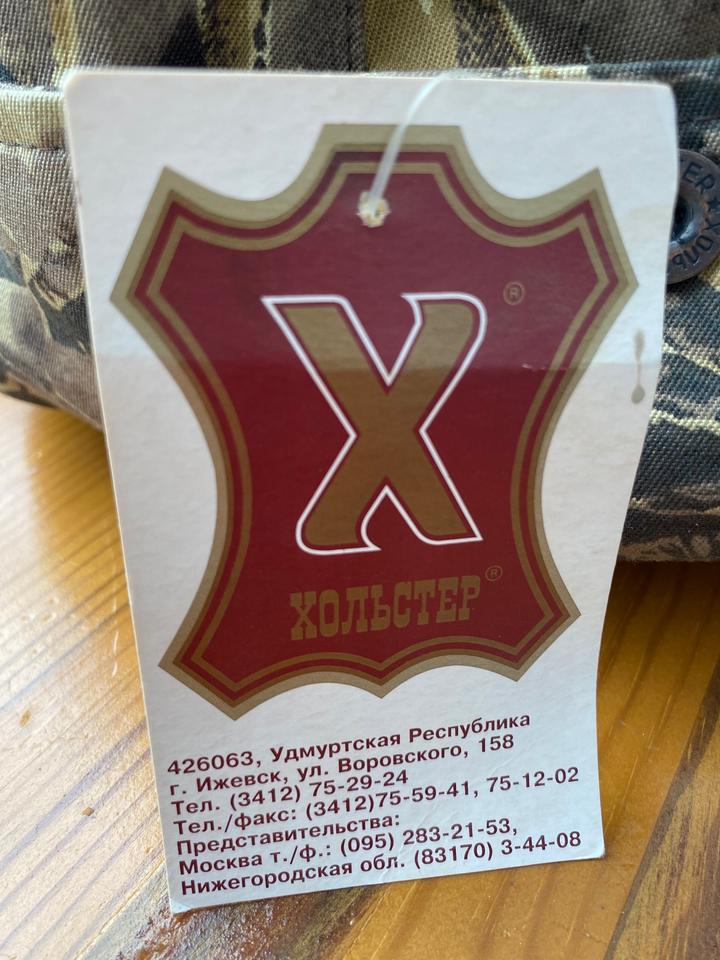 Х
®
ХОЛЬСТЕР
®
426063, Удмуртская Республика
г. Ижевск, ул. Воровского, 158
Тел. (3412) 75-29-24
Тел./факс: (3412)75-59-41, 75-12-02
Представительства:
Москва т./ф.: (095) 283-21-53,
Нижегородская обл. (83170) 3-44-08